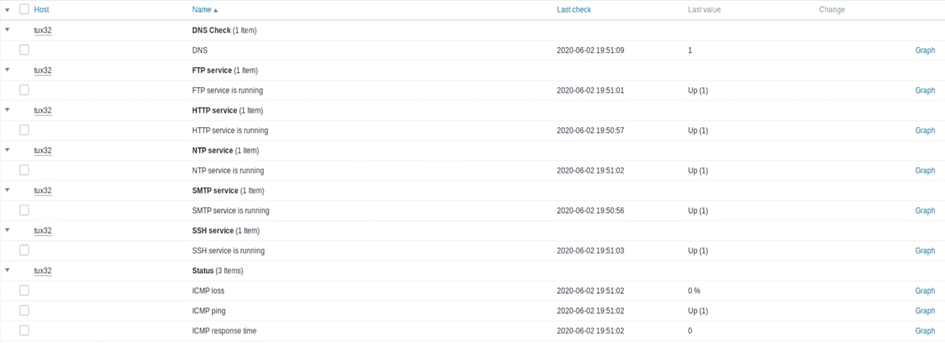 Host Name Last check Last value Change
tux32 DNS Check (1 Item)
DNS 2020-06-02 19:51:09 1 Graph
tux32 FTP service (1 Item)
FTP service is running 2020-06-02 19:51:01 Up (1) Graph
tux32 HTTP service (1 Item)
HTTP service is running 2020-06-02 19:50:57 Up (1) Graph
tux32 NTP service (1 Item)
NTP service is running 2020-06-02 19:51:02 Up (1) Graph
tux32 SMTP service (1 Item)
SMTP service is running 2020-06-02 19:50:56 Up (1) Graph
tux32 SSH service (1 Item)
SSH service is running 2020-06-02 19:51:03 Up (1) Graph
tux32 Status (3 Items)
ICMP loss 2020-06-02 19:51:02 0 % Graph
ICMP ping 2020-06-02 19:51:02 Up (1) Graph
ICMP response time 2020-06-02 19:51:02 0 Graph